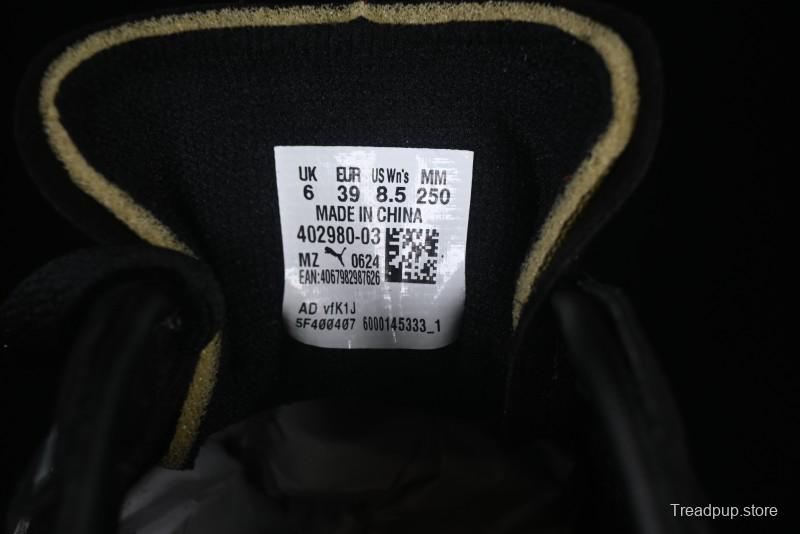 UK EUR US Wn's MM
6 39 8.5 250
MADE IN CHINA
402980-03
MZ 0624
EAN:4067982987626
AD vfK1J
5F400407 6000145333_1
Treadpup.store